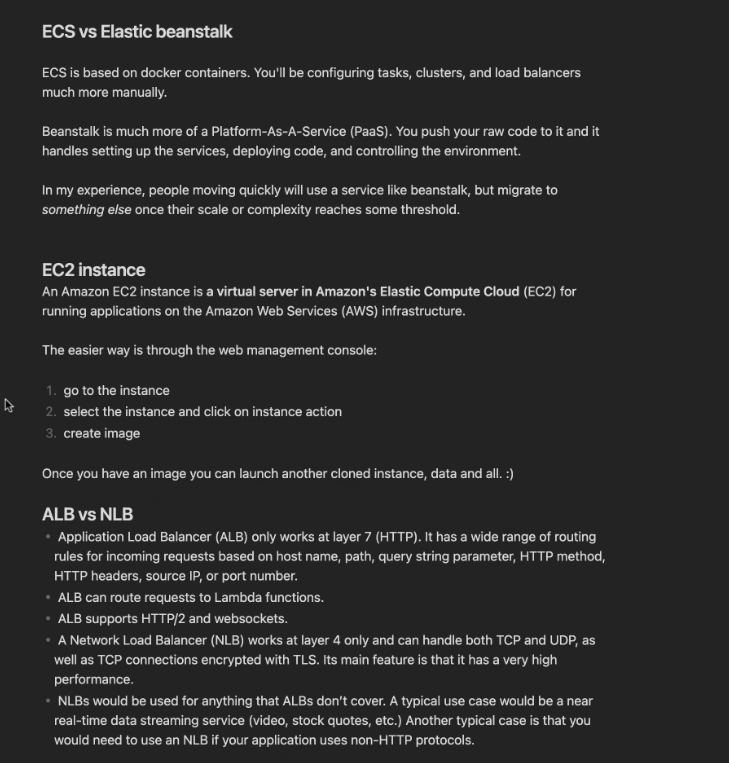 ECS vs Elastic beanstalk
ECS is based on docker containers. You'll be configuring tasks, clusters, and load balancers
much more manually.
Beanstalk is much more of a Platform-As-A-Service (PaaS). You push your raw code to it and it
handles setting up the services, deploying code, and controlling the environment.
In my experience, people moving quickly will use a service like beanstalk, but migrate to
something else once their scale or complexity reaches some threshold.
EC2 instance
An Amazon EC2 instance is a virtual server in Amazon's Elastic Compute Cloud (EC2) for
running applications on the Amazon Web Services (AWS) infrastructure.
The easier way is through the web management console:
1. go to the instance
2. select the instance and click on instance action
3. create image
Once you have an image you can launch another cloned instance, data and all. :)
ALB vs NLB
• Application Load Balancer (ALB) only works at layer 7 (HTTP). It has a wide range of routing
rules for incoming requests based on host name, path, query string parameter, HTTP method,
HTTP headers, source IP, or port number.
• ALB can route requests to Lambda functions.
• ALB supports HTTP/2 and websockets.
• A Network Load Balancer (NLB) works at layer 4 only and can handle both TCP and UDP, as
well as TCP connections encrypted with TLS. Its main feature is that it has a very high
performance.
• NLBs would be used for anything that ALBs don’t cover. A typical use case would be a near
real-time data streaming service (video, stock quotes, etc.) Another typical case is that you
would need to use an NLB if your application uses non-HTTP protocols.